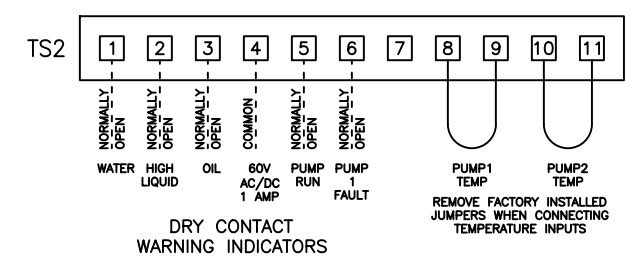 TS2 1 2 3 4 5 6 7 8 9 10 11
NORMALLY OPEN
NORMALLY OPEN
NORMALLY OPEN
COMMON
NORMALLY OPEN
NORMALLY OPEN
WATER
HIGH
LIQUID
OIL
60V
AC/DC
1 AMP
PUMP
RUN
PUMP
1
FAULT
DRY CONTACT
WARNING INDICATORS
PUMP1
TEMP
PUMP2
TEMP
REMOVE FACTORY INSTALLED
JUMPERS WHEN CONNECTING
TEMPERATURE INPUTS